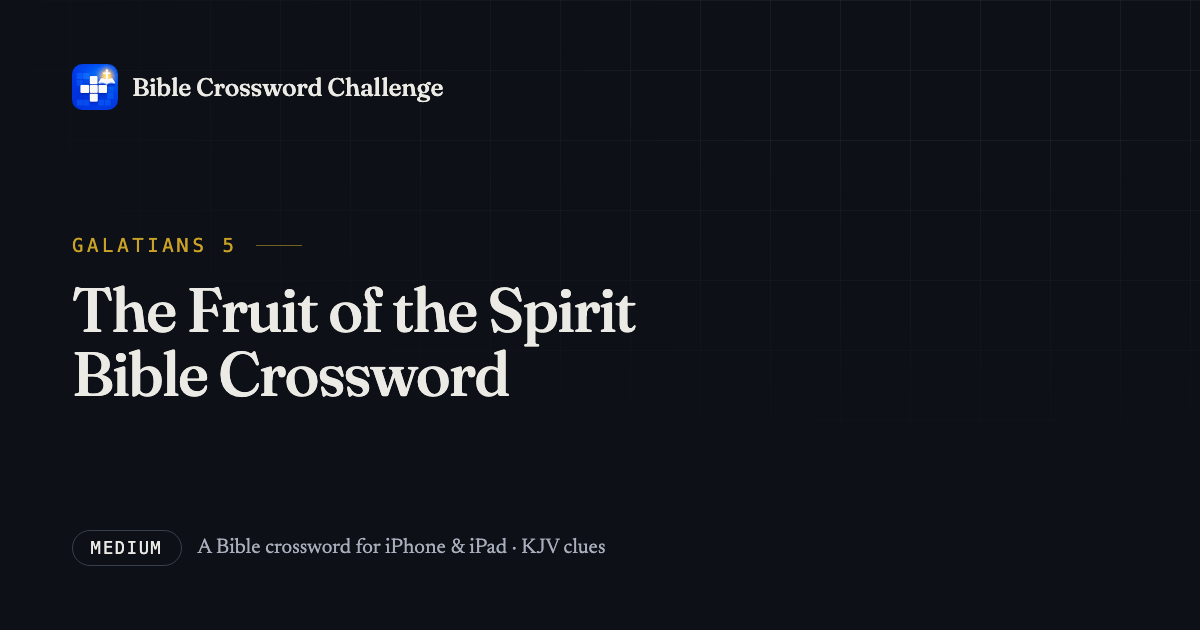 Bible Crossword Challenge
GALATIANS 5
The Fruit of the Spirit
Bible Crossword
MEDIUM
A Bible crossword for iPhone & iPad · KJV clues